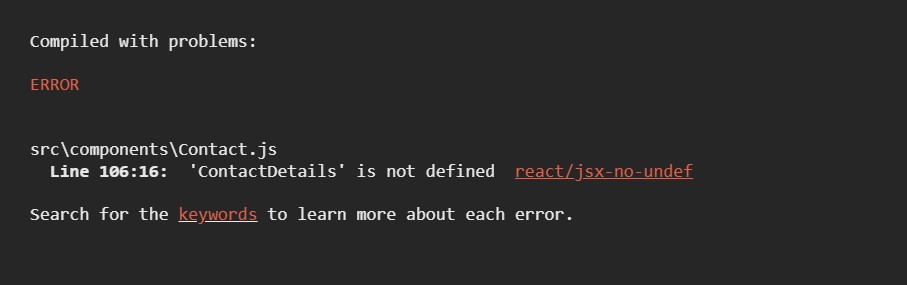 Compiled with problems:
ERROR
src\components\Contact.js
Line 106:16:  'ContactDetails' is not defined  react/jsx-no-undef
Search for the keywords to learn more about each error.